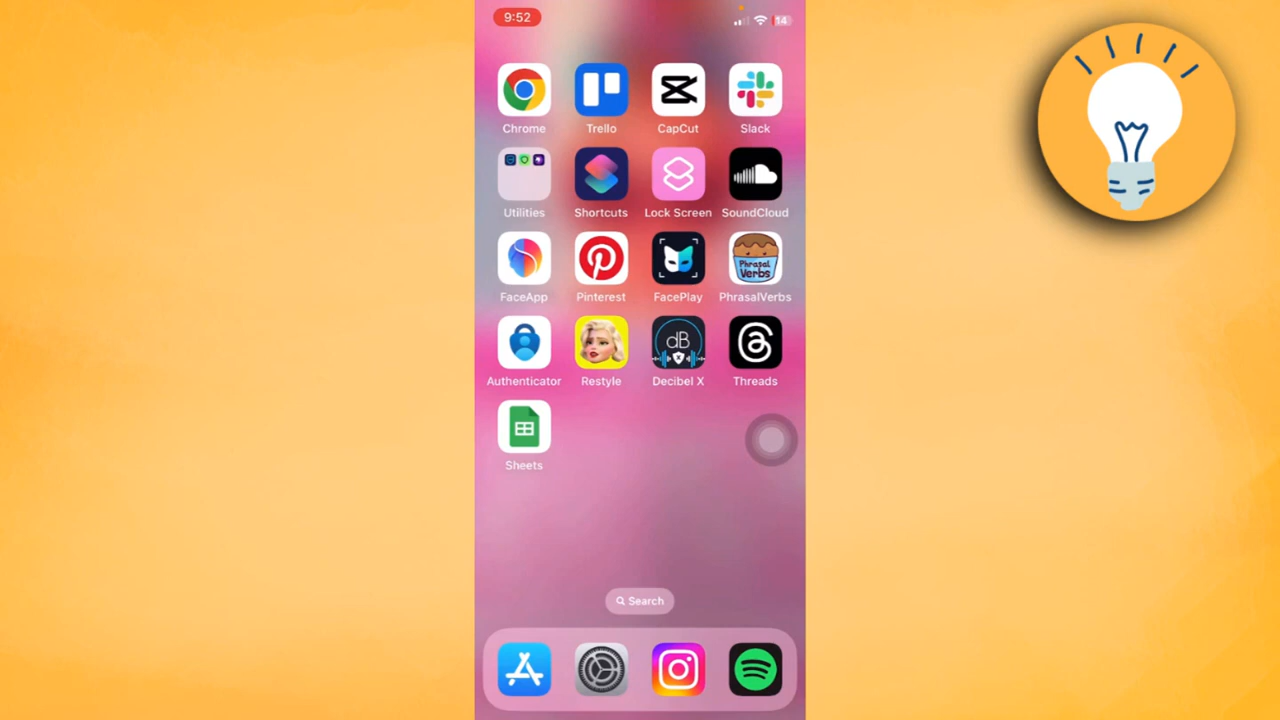 9:52
14
Chrome Trello CapCut Slack
Utilities Shortcuts Lock Screen SoundCloud
Phrasal
Verbs
FaceApp Pinterest FacePlay PhrasalVerbs
dB
Authenticator Restyle Decibel X Threads
Sheets
Search